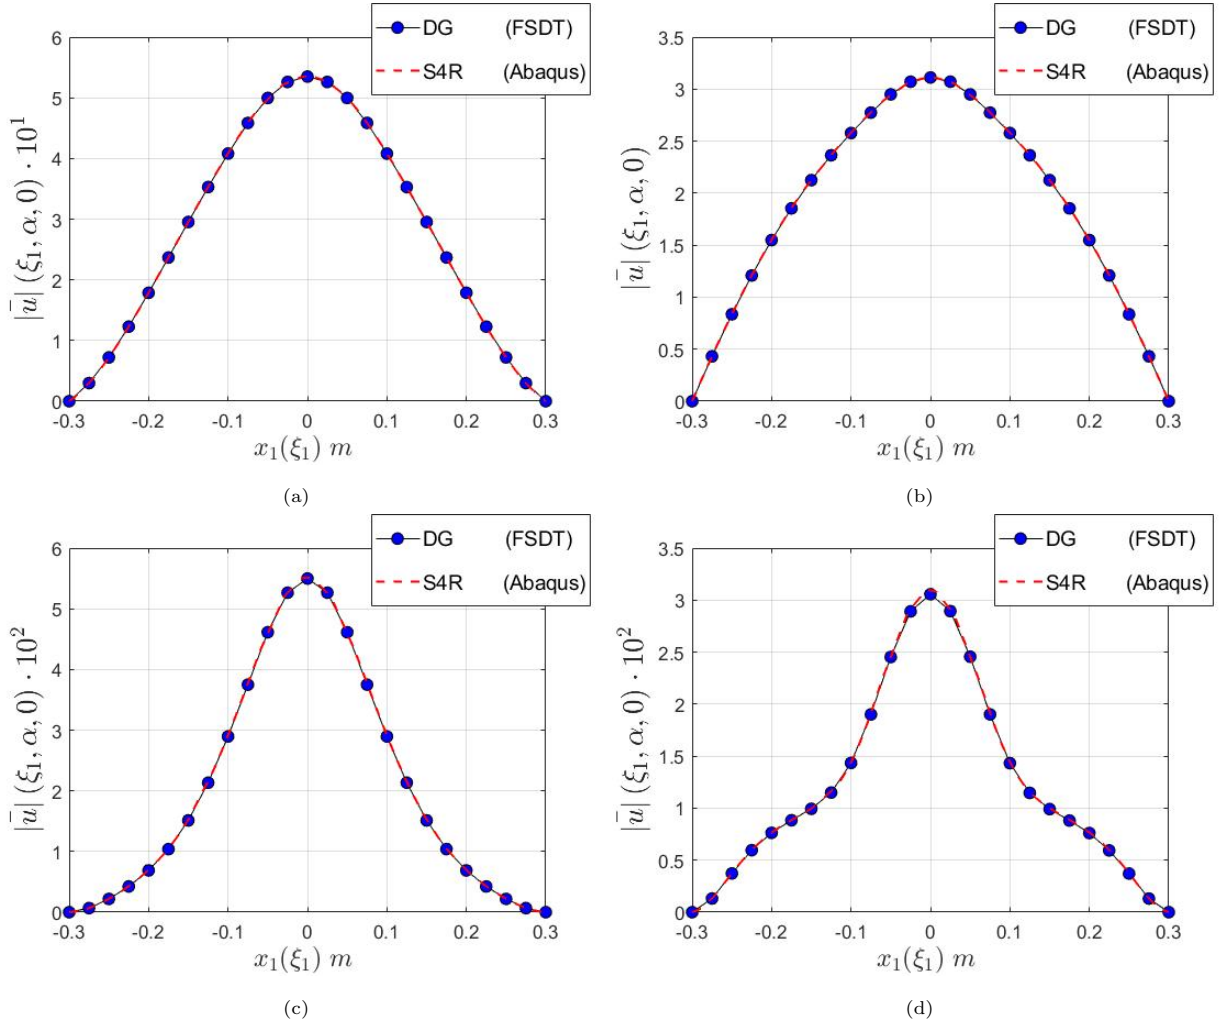 DG (FSDT)
S4R (Abaqus)
6
5
4
3
2
1
0
|ū| (ξ₁, α, 0) · 10¹
-0.3 -0.2 -0.1 0 0.1 0.2 0.3
x₁(ξ₁) m
(a)
DG (FSDT)
S4R (Abaqus)
3.5
3
2.5
2
1.5
1
0.5
0
|ū| (ξ₁, α, 0)
-0.3 -0.2 -0.1 0 0.1 0.2 0.3
x₁(ξ₁) m
(b)
DG (FSDT)
S4R (Abaqus)
6
5
4
3
2
1
0
|ū| (ξ₁, α, 0) · 10²
-0.3 -0.2 -0.1 0 0.1 0.2 0.3
x₁(ξ₁) m
(c)
DG (FSDT)
S4R (Abaqus)
3.5
3
2.5
2
1.5
1
0.5
0
|ū| (ξ₁, α, 0) · 10²
-0.3 -0.2 -0.1 0 0.1 0.2 0.3
x₁(ξ₁) m
(d)